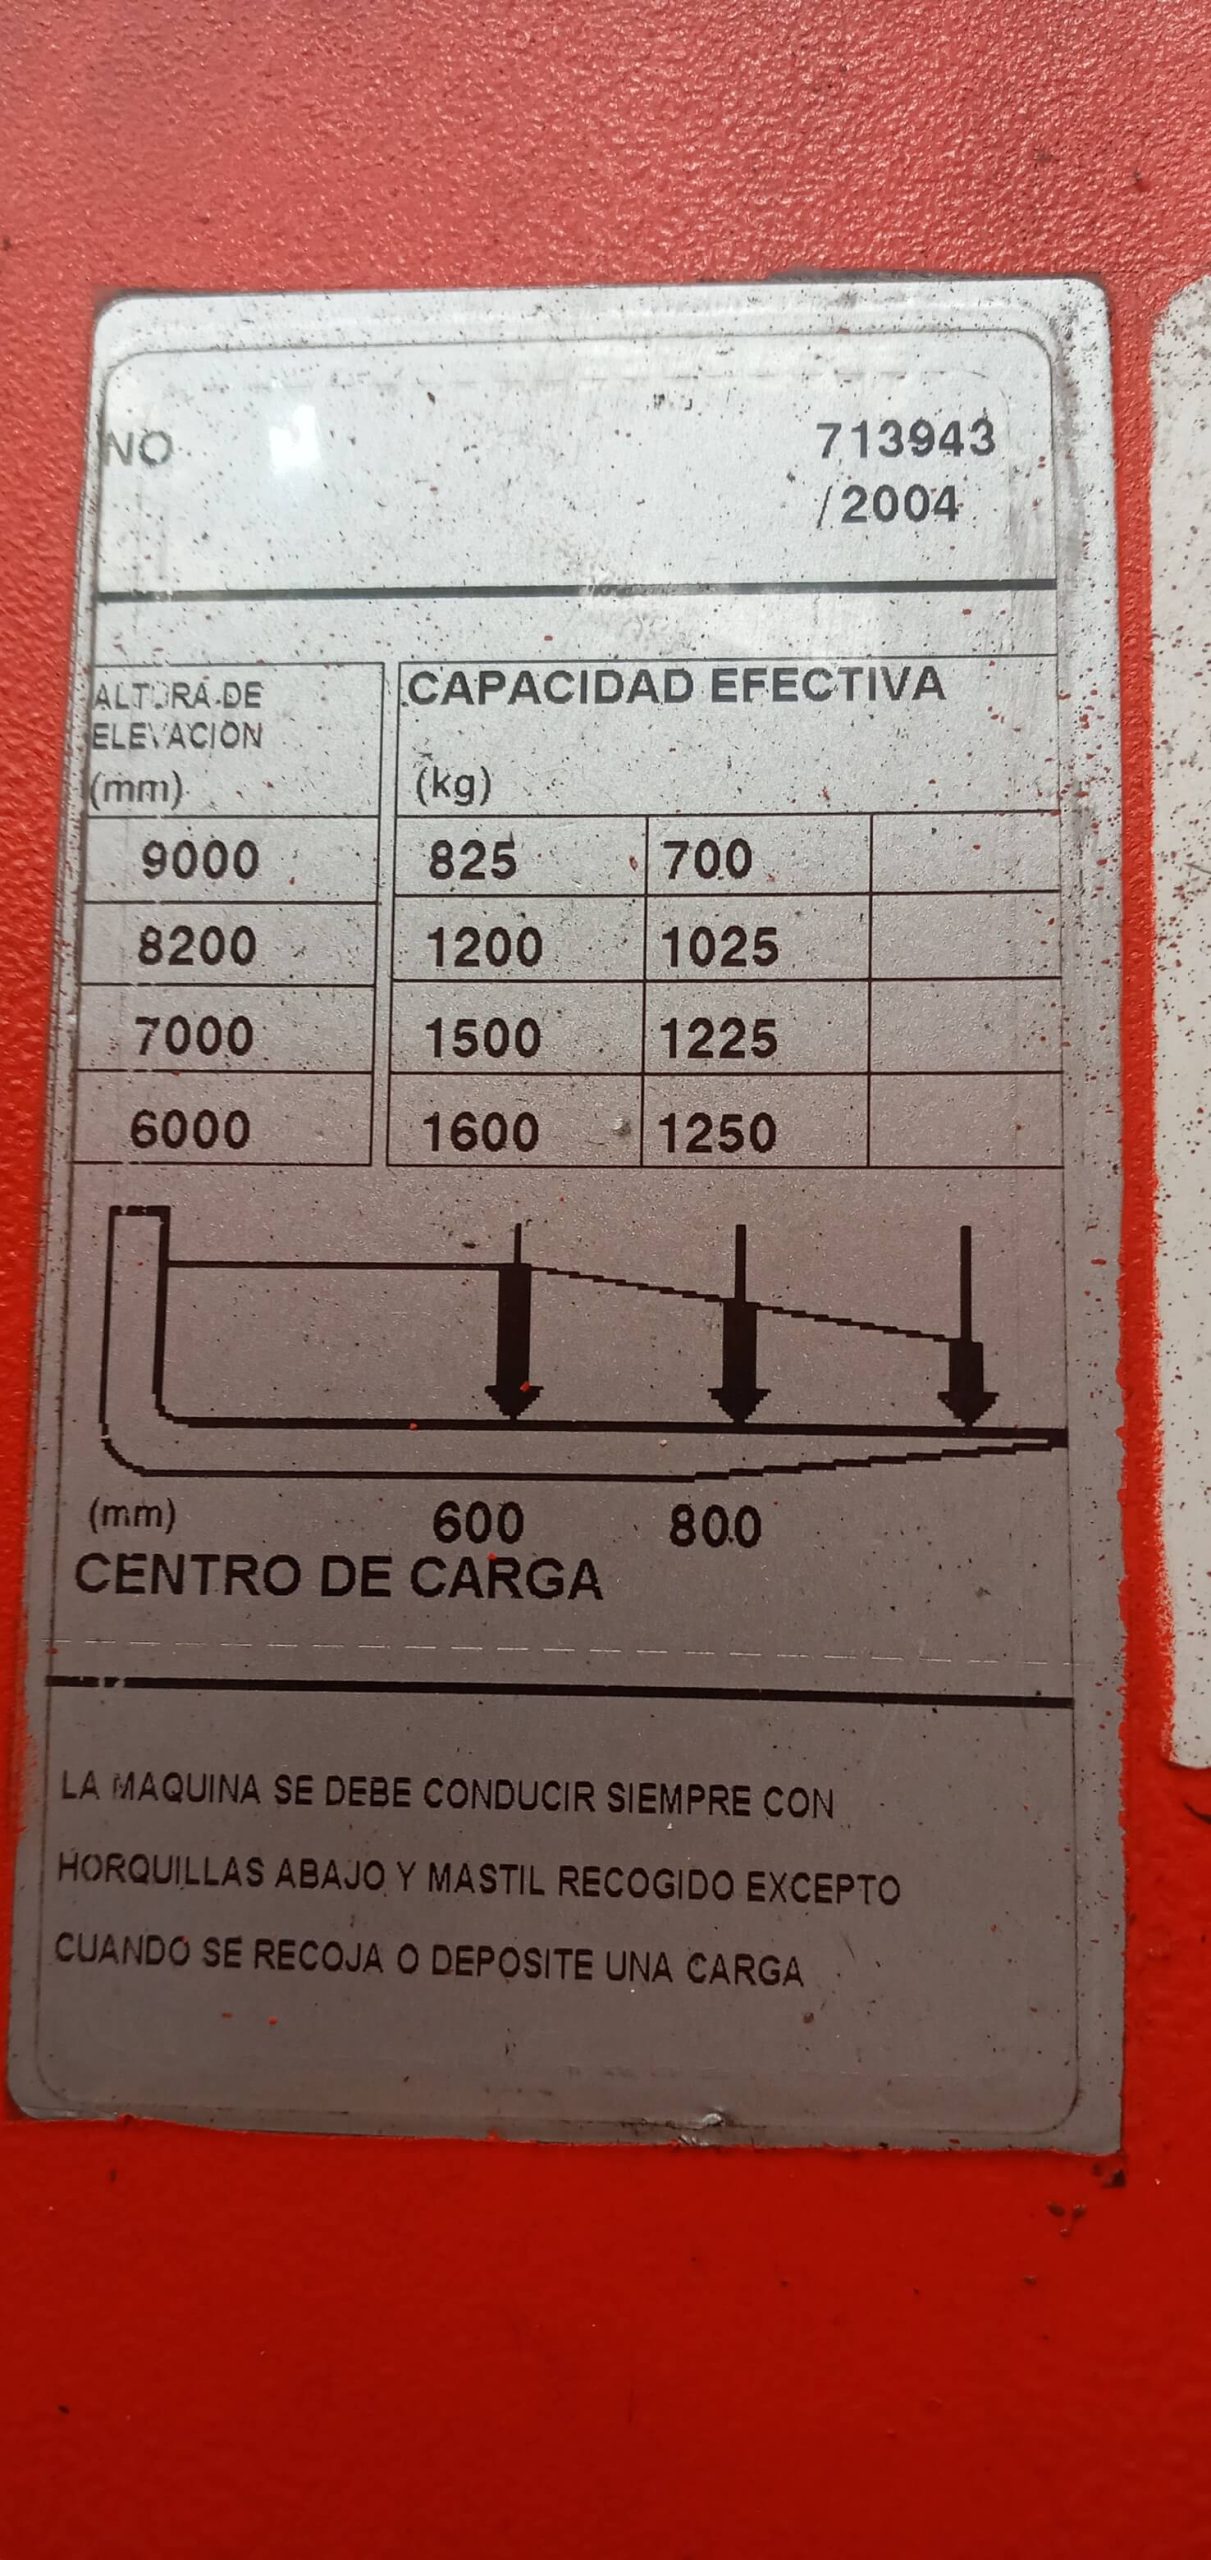 NO 713943
/2004
ALTURA DE
ELEVACION
(mm)
CAPACIDAD EFECTIVA
(kg)
9000 825 700
8200 1200 1025
7000 1500 1225
6000 1600 1250
(mm) 600 800
CENTRO DE CARGA
LA MAQUINA SE DEBE CONDUCIR SIEMPRE CON
HORQUILLAS ABAJO Y MASTIL RECOGIDO EXCEPTO
CUANDO SE RECOJA O DEPOSITE UNA CARGA